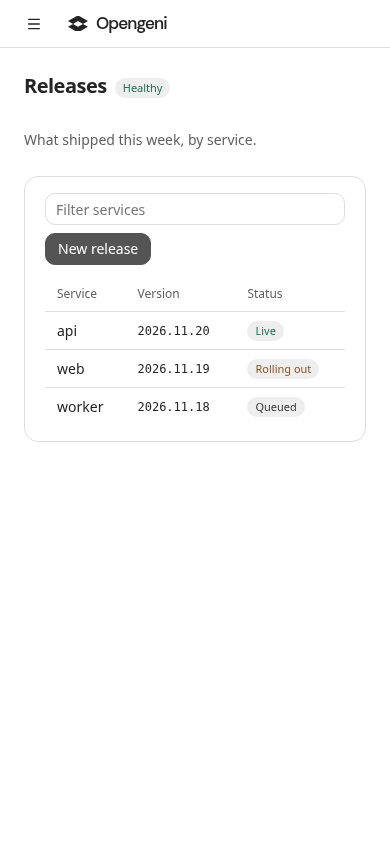 Opengeni
Releases Healthy
What shipped this week, by service.
Filter services
New release
Service Version Status
api 2026.11.20 Live
web 2026.11.19 Rolling out
worker 2026.11.18 Queued